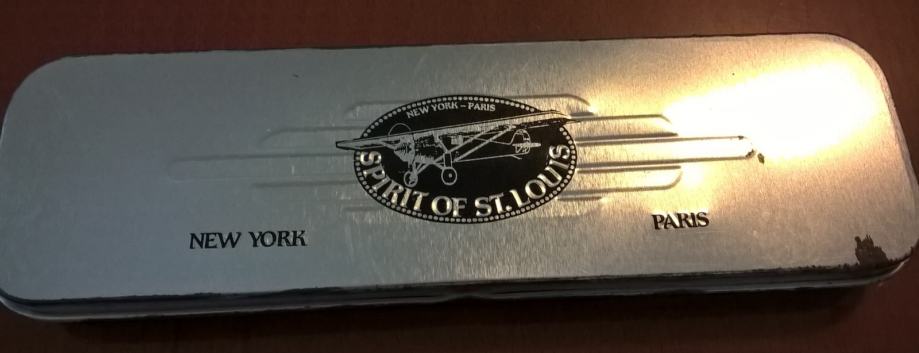 NEW YORK – PARIS
SPIRIT OF ST. LOUIS
NEW YORK
PARIS